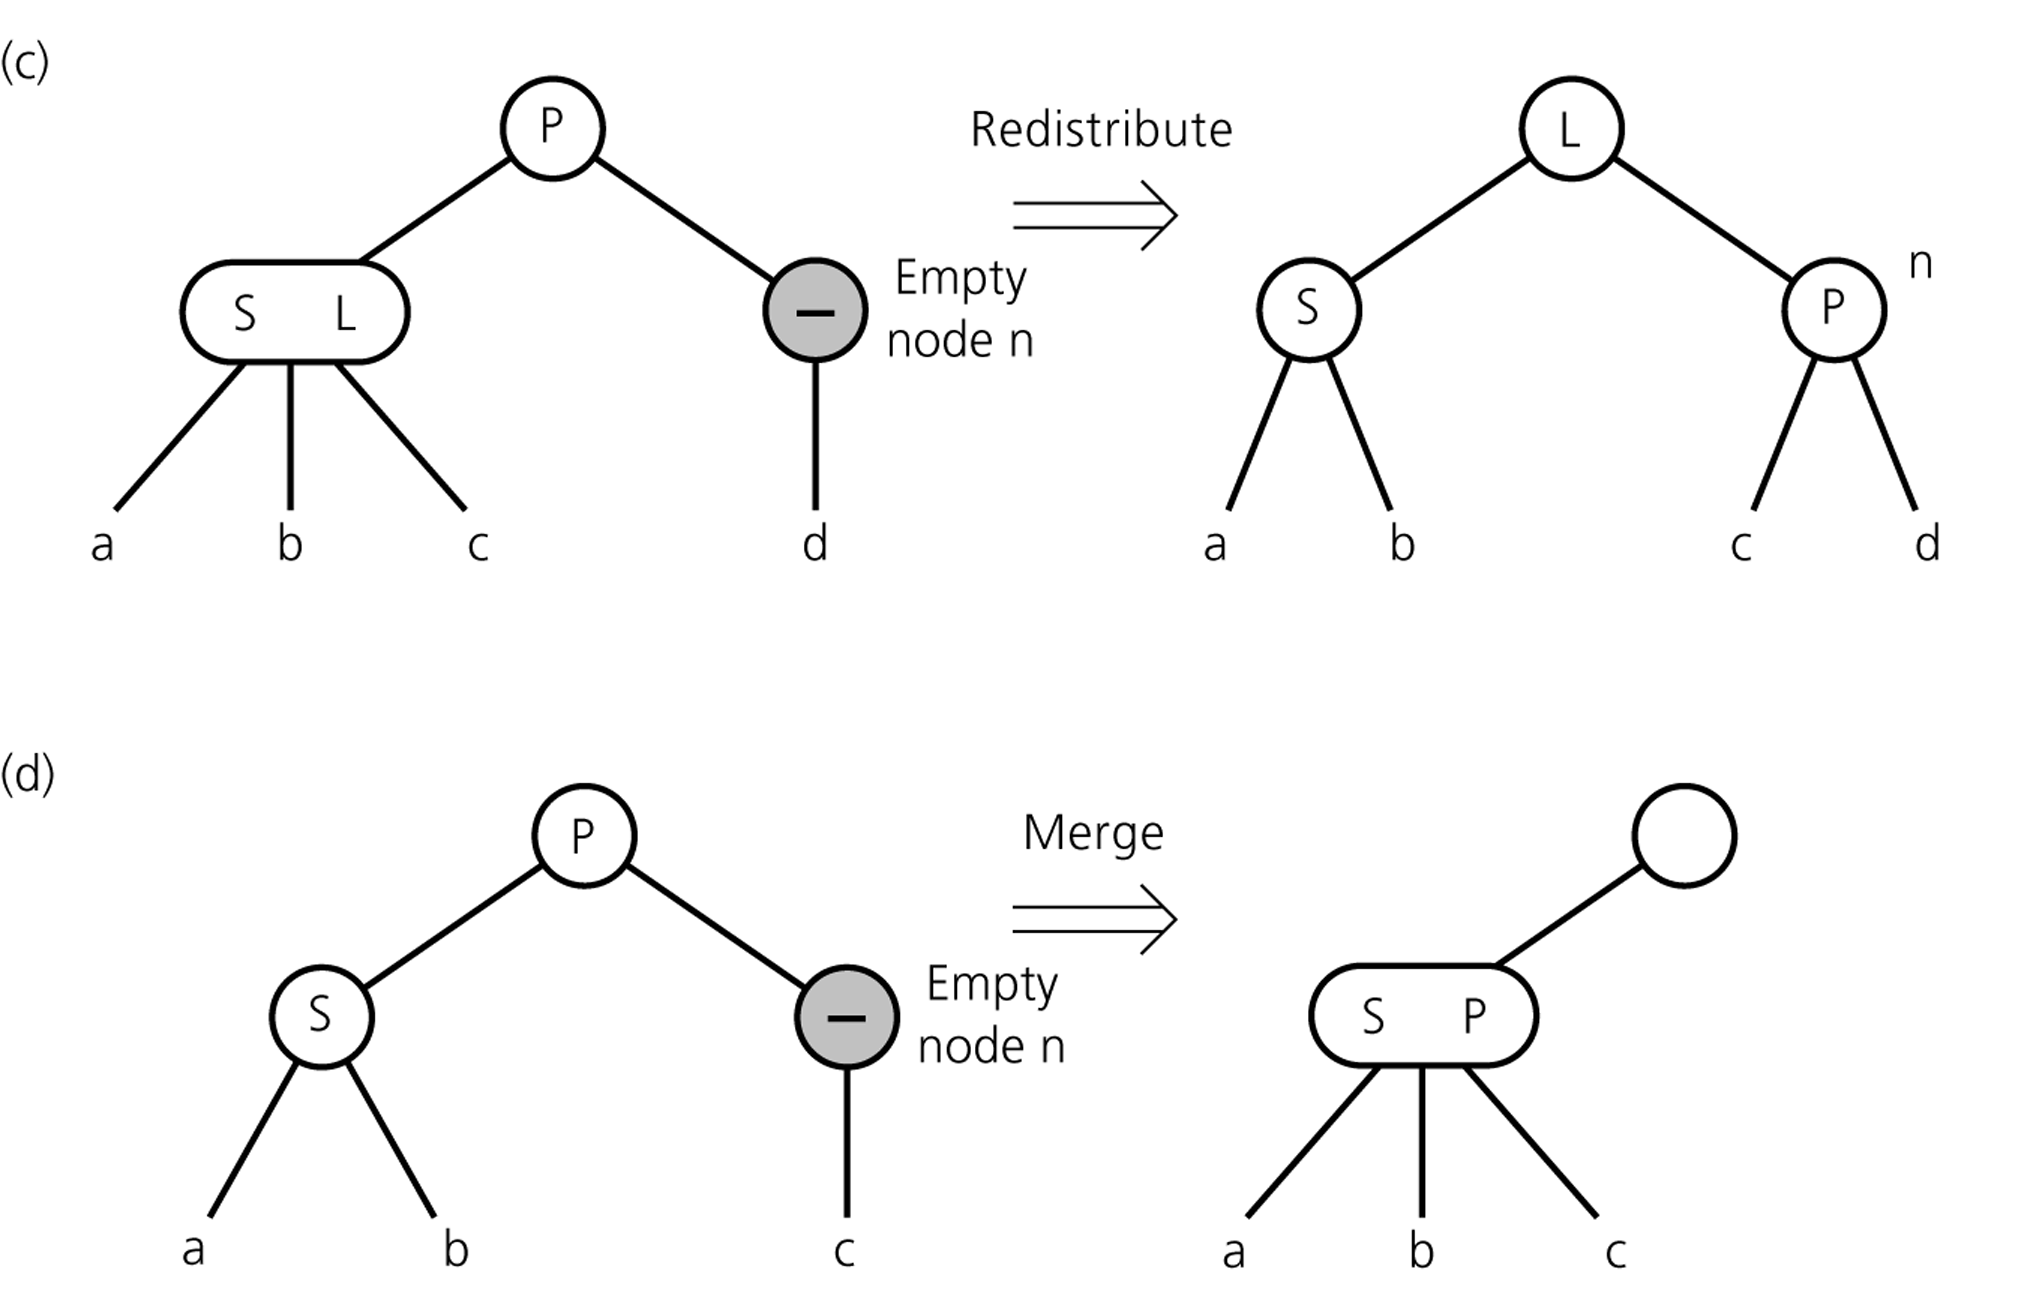 (c)
P
Redistribute
L
S L
–
Empty
node n
S
P
n
a b c d
a b c d
(d)
P
Merge
S
–
Empty
node n
S P
a b c
a b c